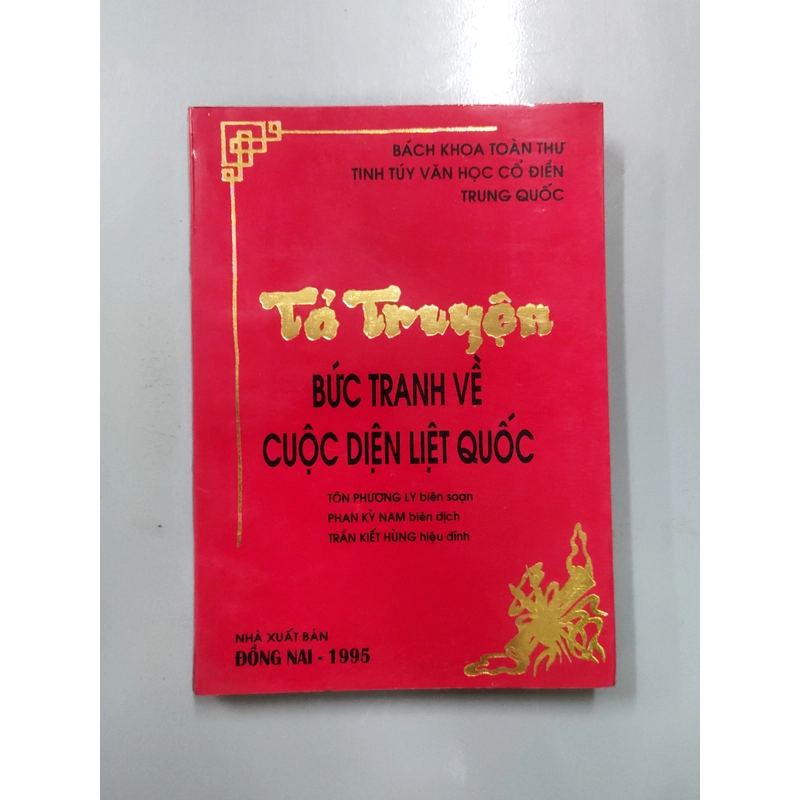 BÁCH KHOA TOÀN THƯ
TINH TÚY VĂN HỌC CỔ ĐIỂN
TRUNG QUỐC
Tả Truyện
BỨC TRANH VỀ
CUỘC DIỆN LIỆT QUỐC
TÔN PHƯƠNG LY biên soạn
PHAN KỲ NAM biên dịch
TRẦN KIẾT HÙNG hiệu đính
NHÀ XUẤT BẢN
ĐỒNG NAI - 1995